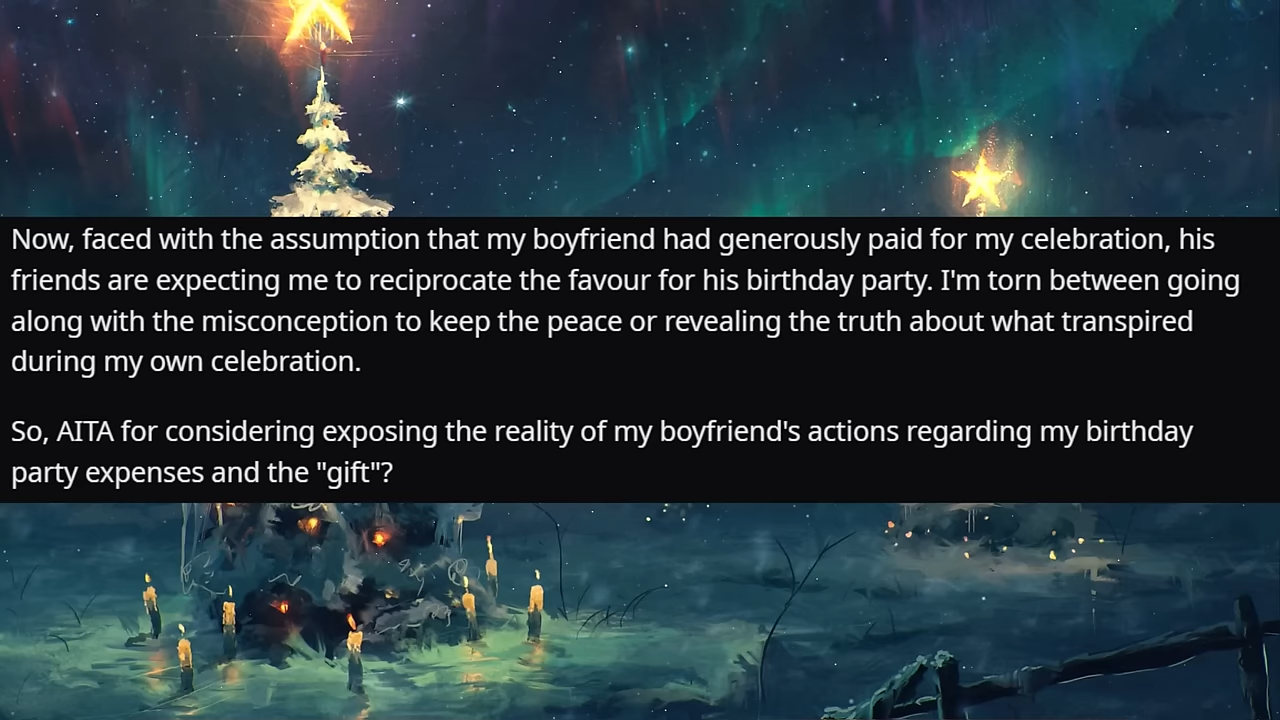 Now, faced with the assumption that my boyfriend had generously paid for my celebration, his
friends are expecting me to reciprocate the favour for his birthday party. I'm torn between going
along with the misconception to keep the peace or revealing the truth about what transpired
during my own celebration.
So, AITA for considering exposing the reality of my boyfriend's actions regarding my birthday
party expenses and the "gift"?